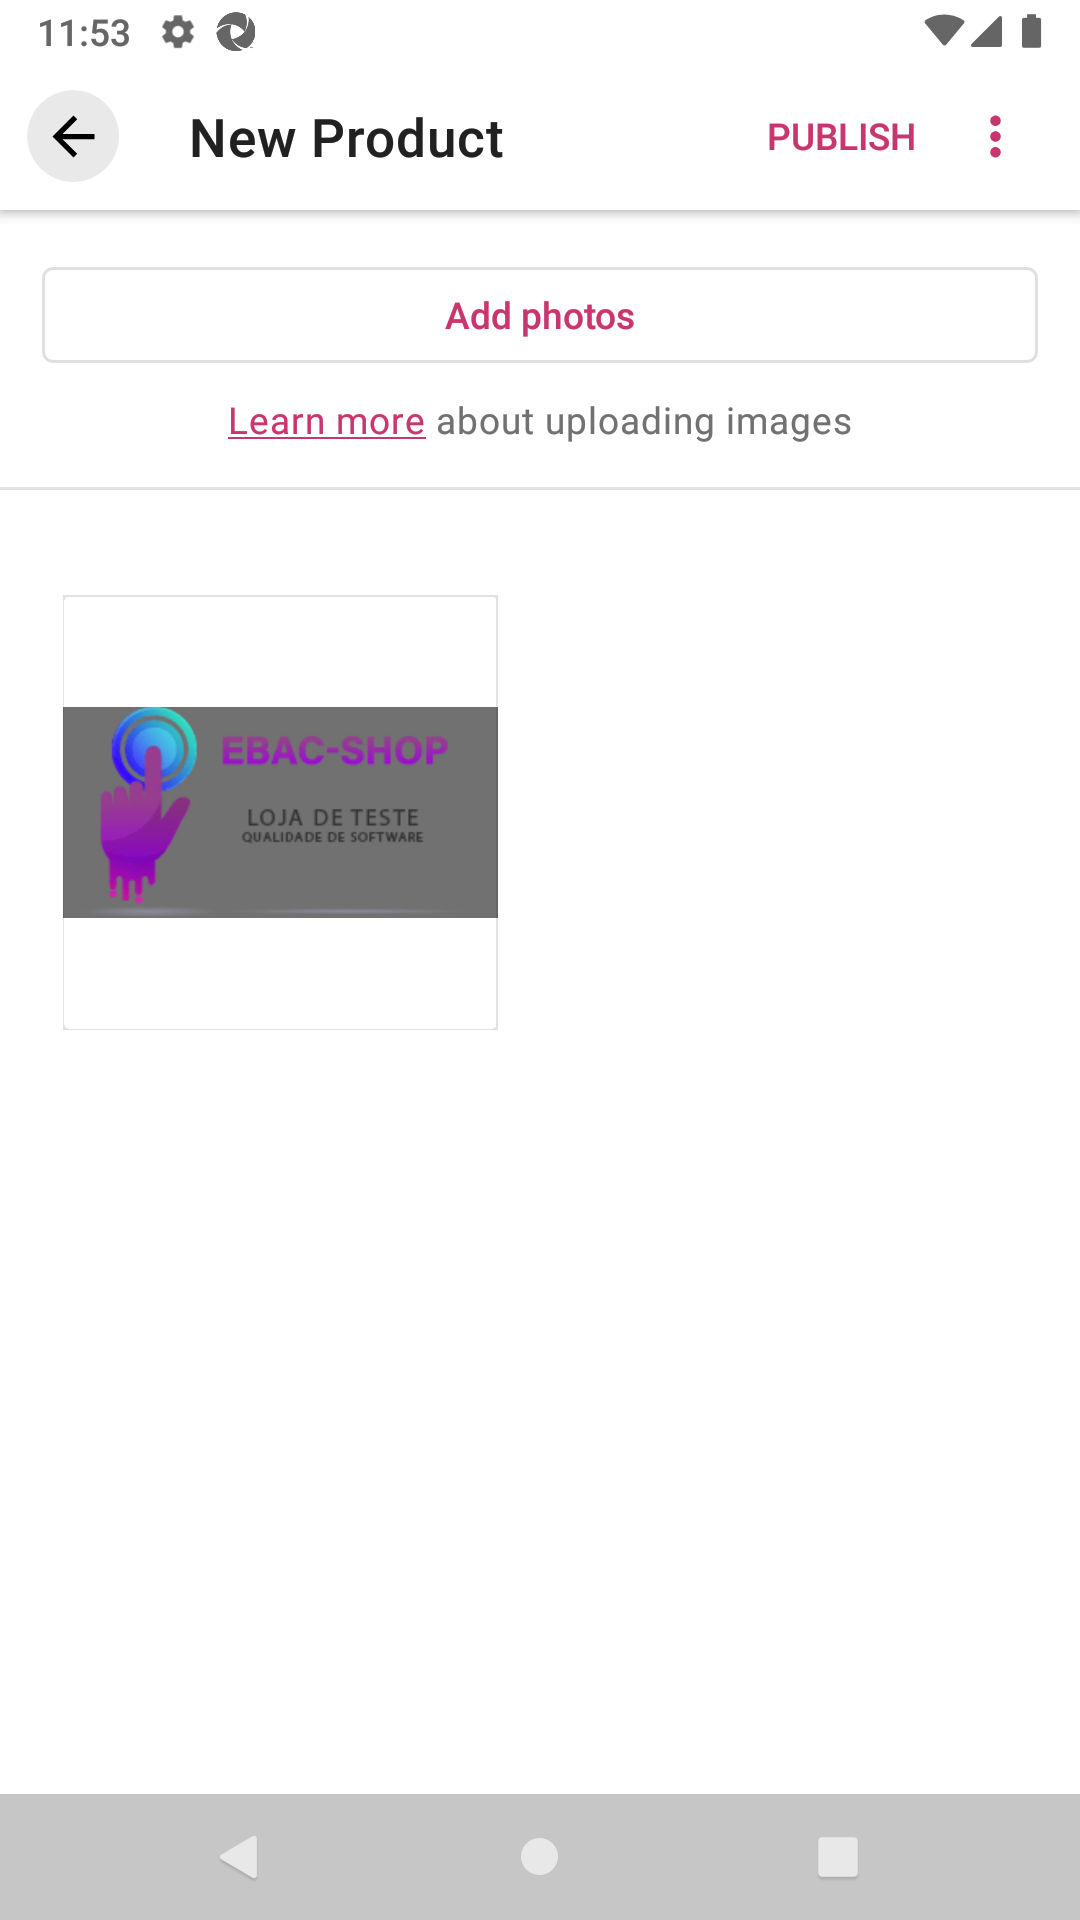 11:53
New Product
PUBLISH
Add photos
Learn more about uploading images
EBAC-SHOP
LOJA DE TESTE
QUALIDADE DE SOFTWARE